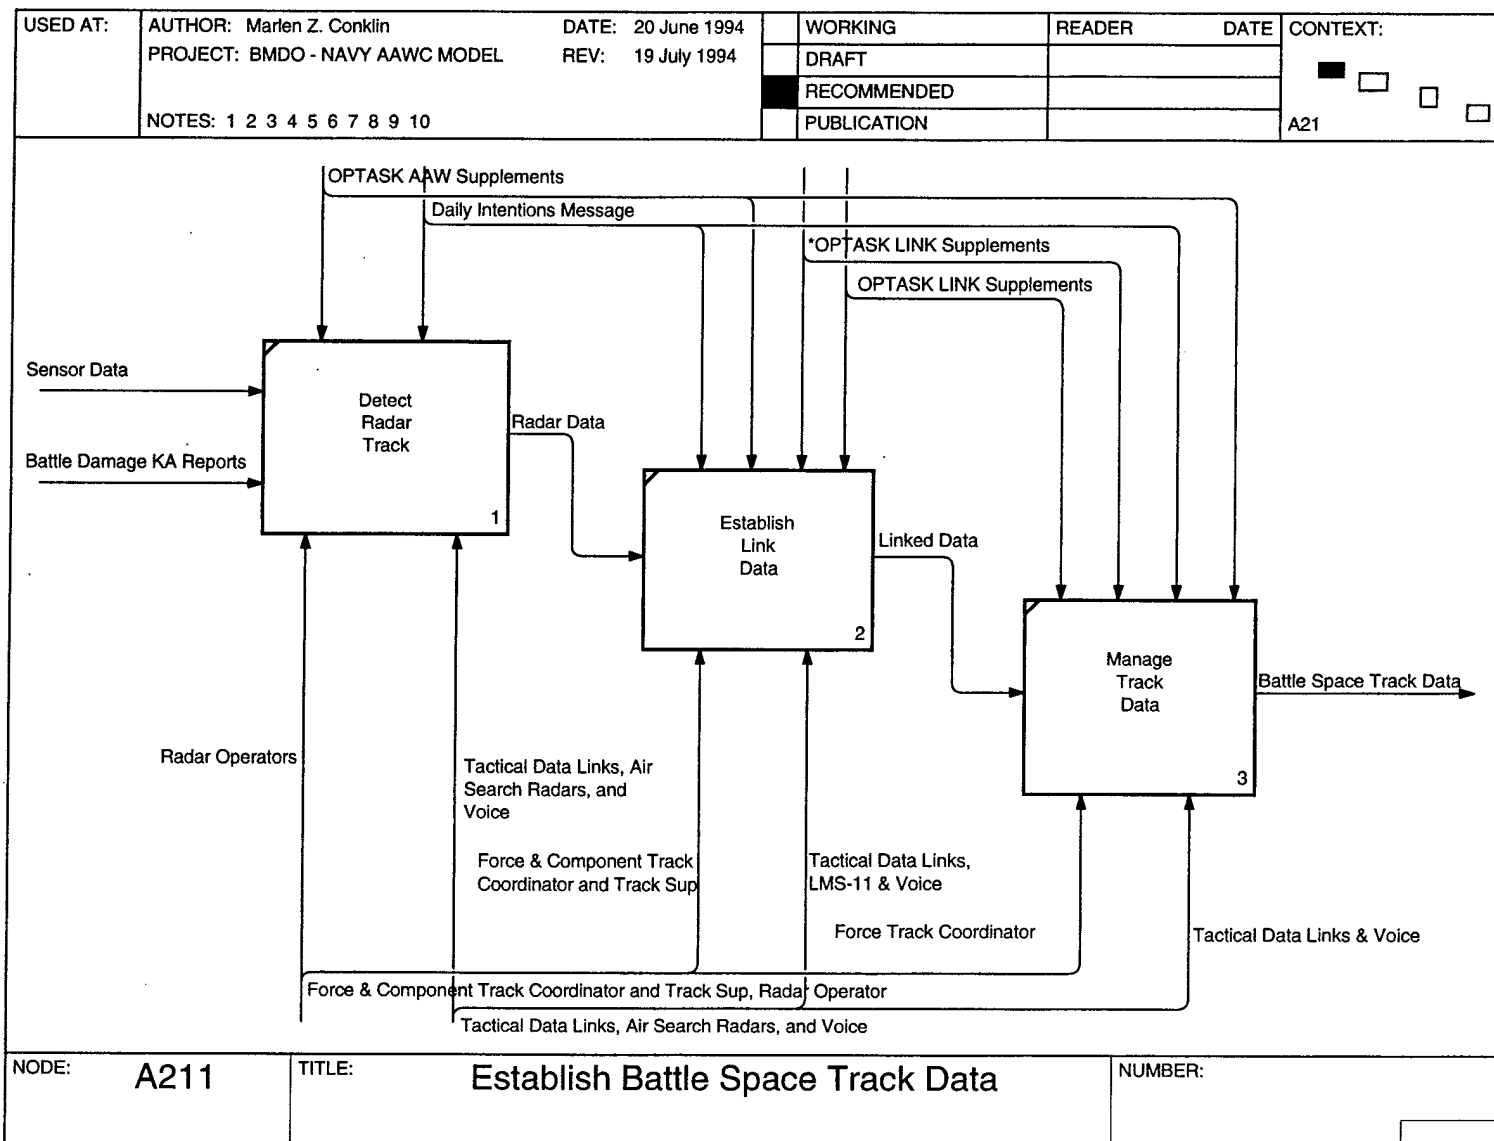 USED AT:
AUTHOR: Marlen Z. Conklin
DATE: 20 June 1994
PROJECT: BMDO - NAVY AAWC MODEL
REV: 19 July 1994
NOTES: 1 2 3 4 5 6 7 8 9 10
WORKING
DRAFT
RECOMMENDED
PUBLICATION
READER DATE
CONTEXT:
A21
OPTASK AAW Supplements
Daily Intentions Message
*OPTASK LINK Supplements
OPTASK LINK Supplements
Sensor Data
Battle Damage KA Reports
Detect
Radar
Track
1
Radar Data
Establish
Link
Data
2
Linked Data
Manage
Track
Data
3
Battle Space Track Data
Radar Operators
Tactical Data Links, Air
Search Radars, and
Voice
Force & Component Track
Coordinator and Track Sup
Tactical Data Links,
LMS-11 & Voice
Force Track Coordinator
Tactical Data Links & Voice
Force & Component Track Coordinator and Track Sup, Radar Operator
Tactical Data Links, Air Search Radars, and Voice
NODE:
A211
TITLE:
Establish Battle Space Track Data
NUMBER: